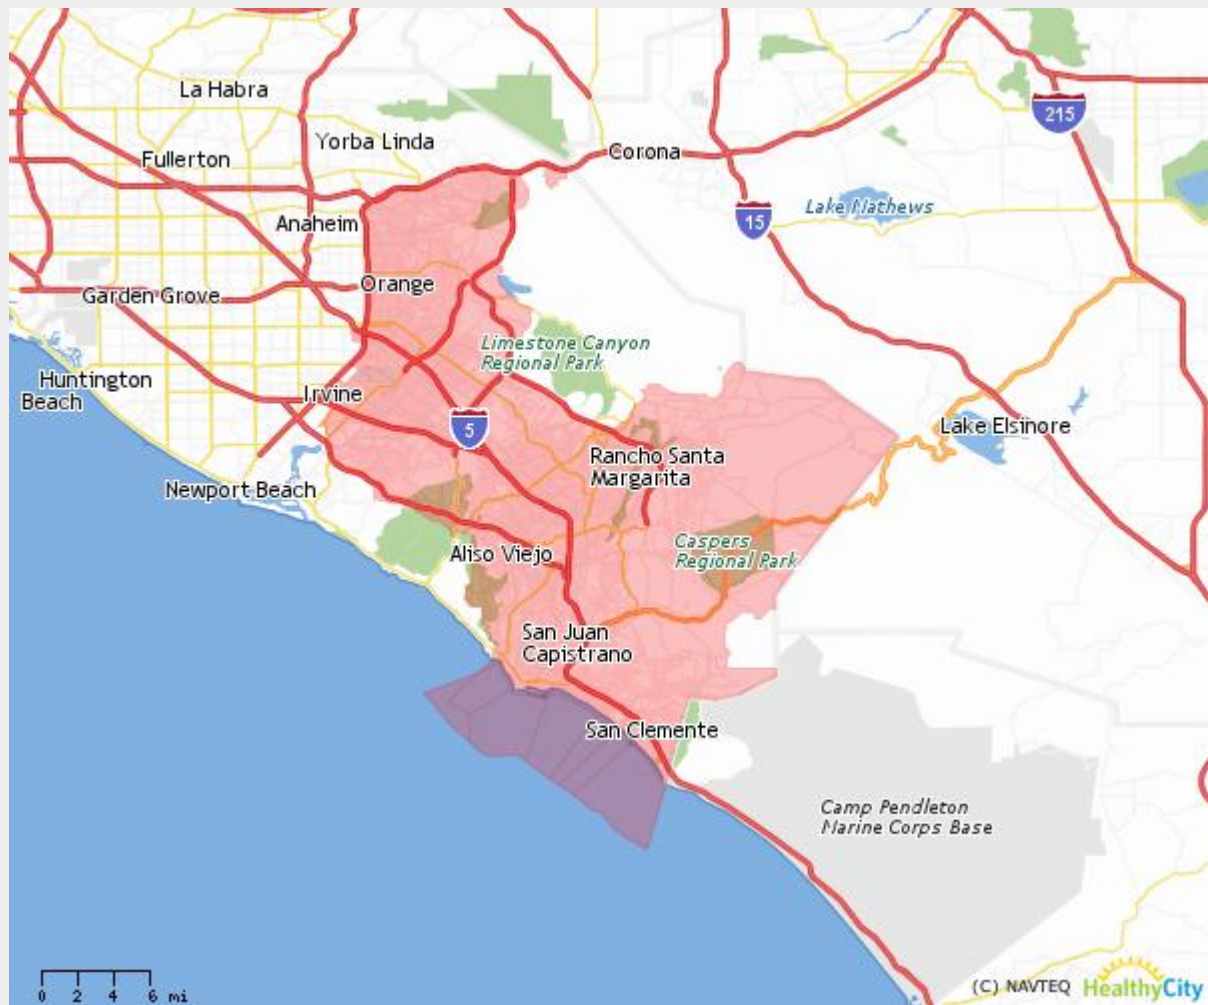 La Habra
Yorba Linda
Fullerton
Corona
215
Anaheim
Lake Mathews
15
Orange
Garden Grove
Limestone Canyon
Regional Park
Huntington
Beach
Irvine
5
Lake Elsinore
Rancho Santa
Margarita
Newport Beach
Caspers
Regional Park
Aliso Viejo
San Juan
Capistrano
San Clemente
Camp Pendleton
Marine Corps Base
0 2 4 6 mi
(C) NAVTEQ HealthyCity